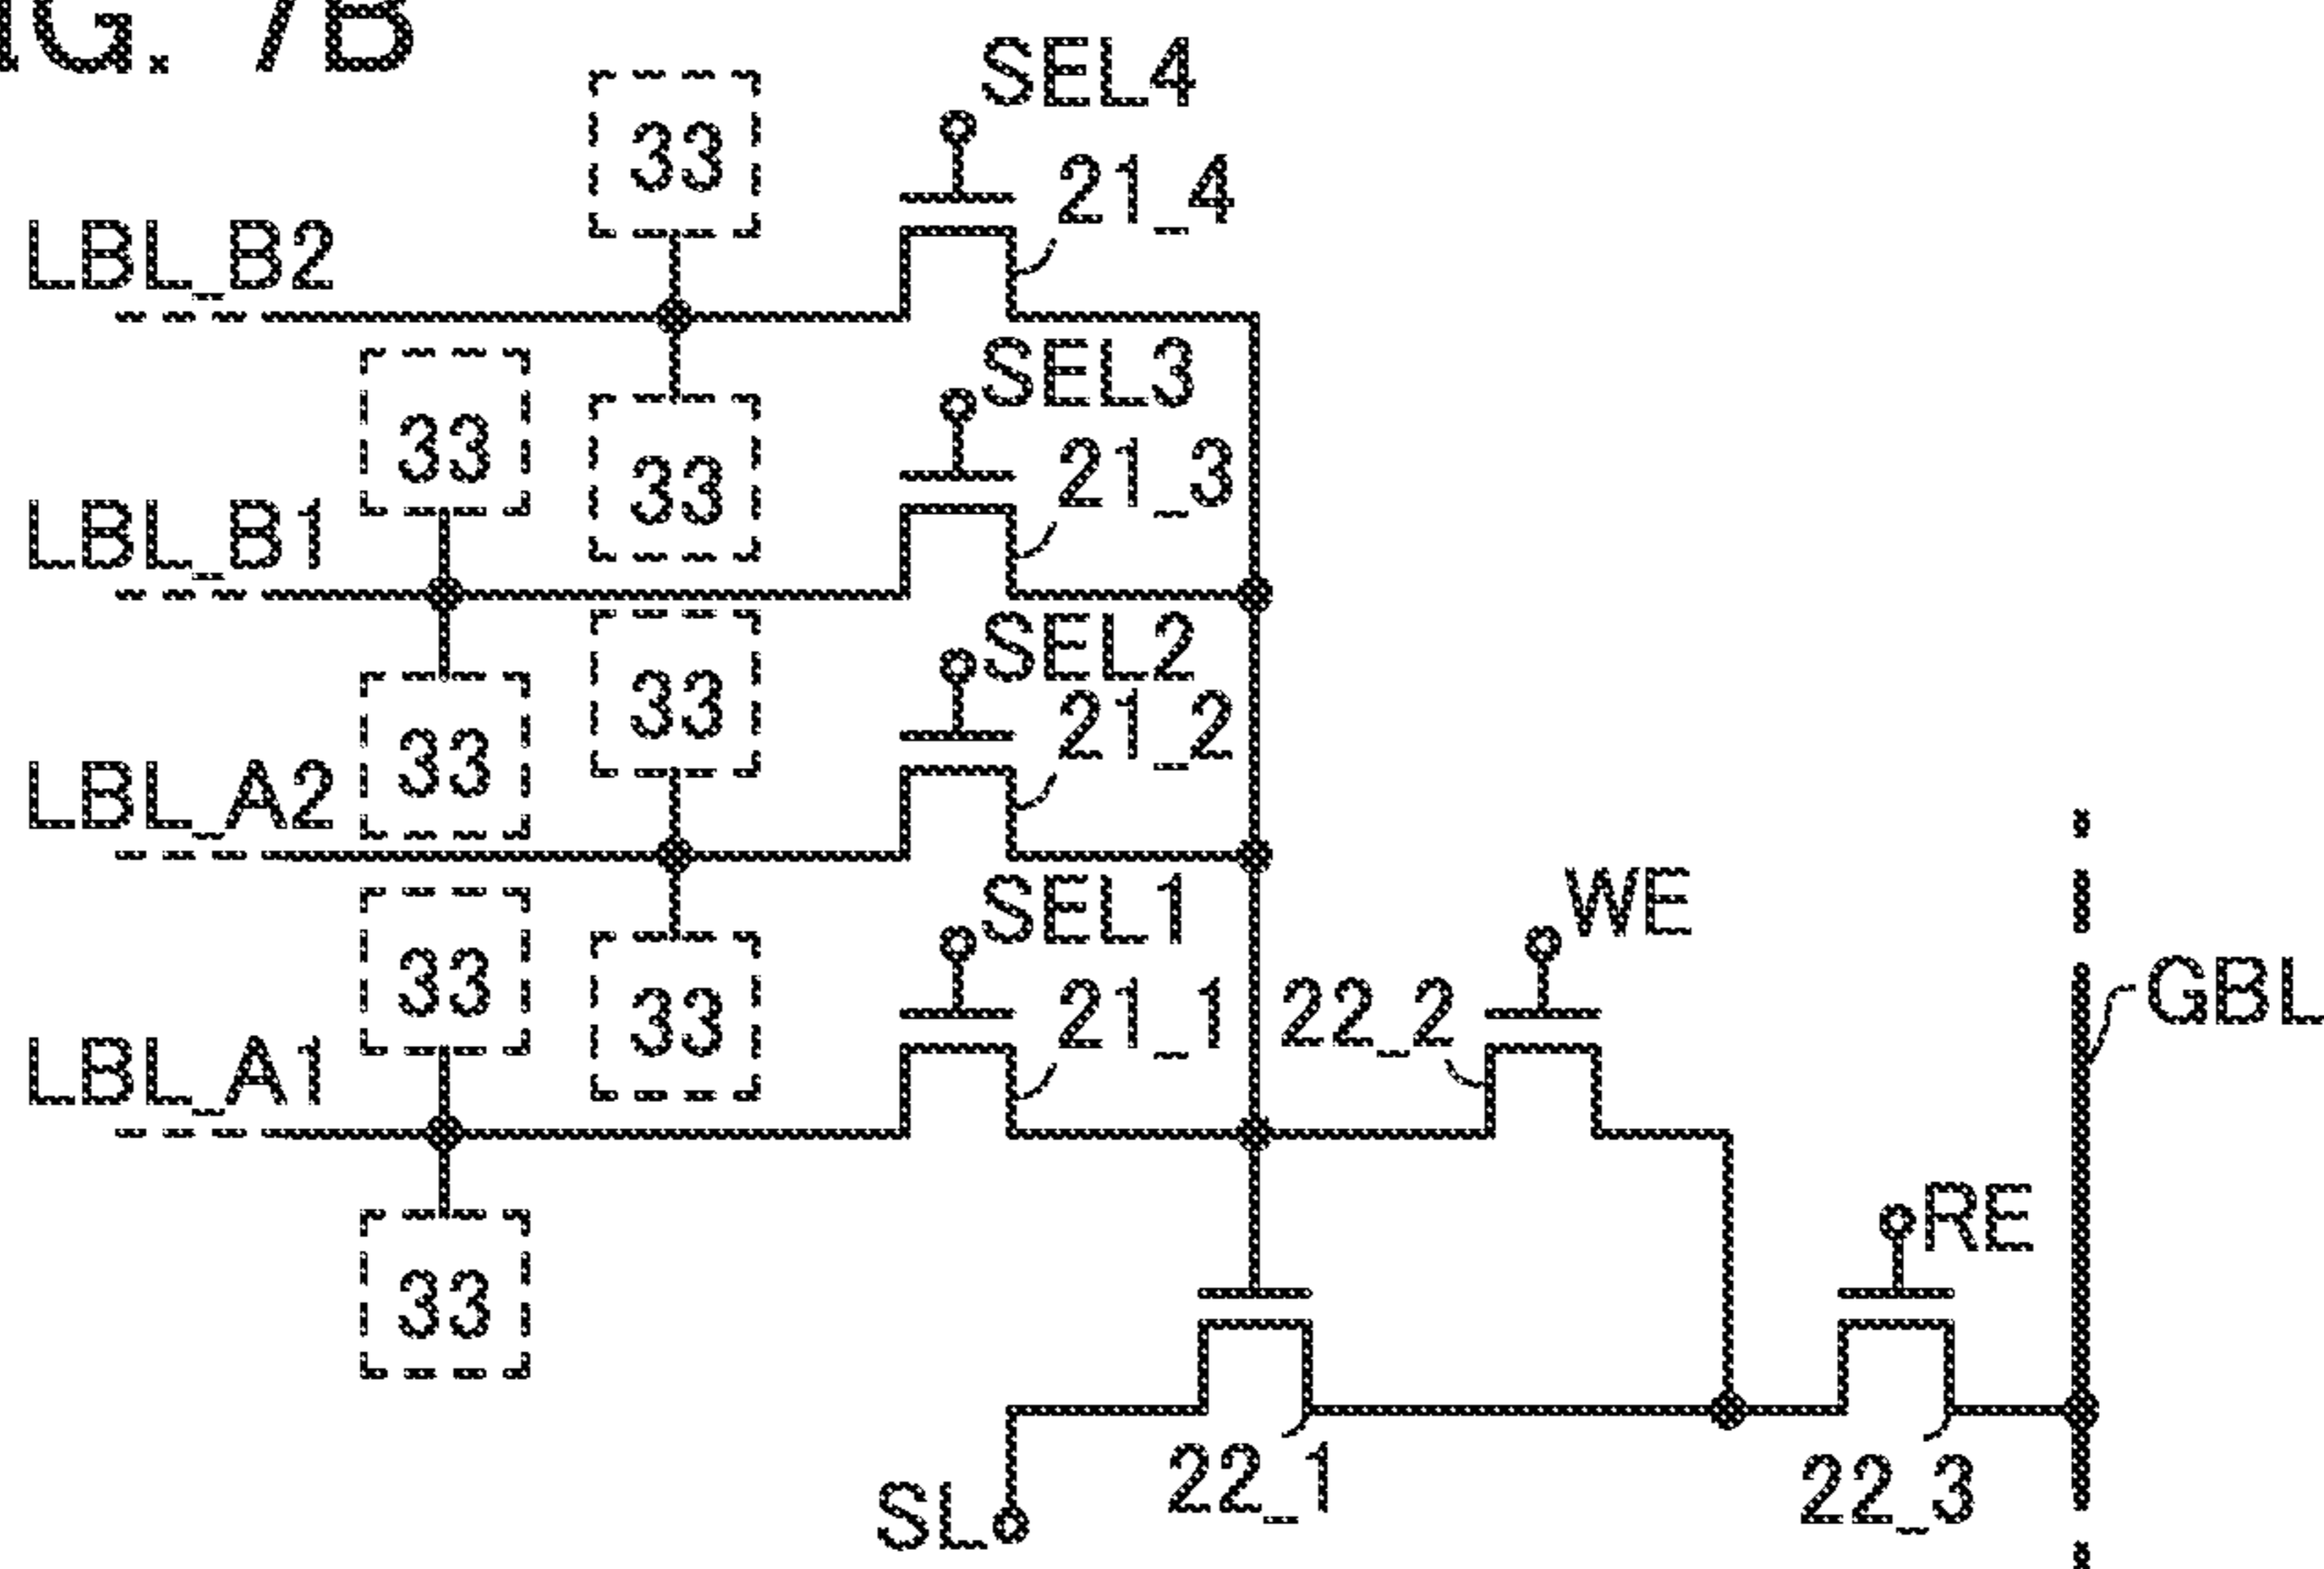 IG. 7B
SEL4
33
21_4
LBL_B2
SEL3
33
21_3
33
LBL_B1
SEL2
33
21_2
33
LBL_A2
SEL1
WE
33
21_1
22_2
GBL
33
LBL_A1
RE
33
22_1
22_3
SL